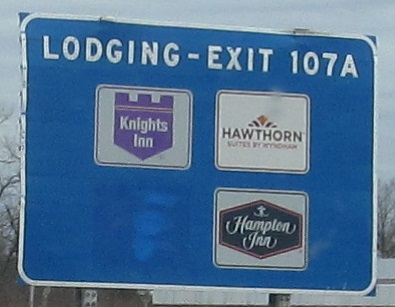 LODGING - EXIT 107A
Knights
Inn
HAWTHORN
SUITES BY WYNDHAM
Hampton
Inn